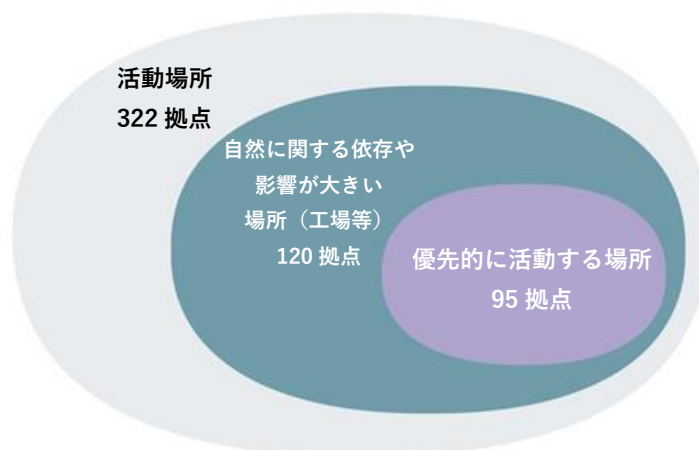 活動場所
322 拠点
自然に関する依存や
影響が大きい
場所（工場等）
120 拠点
優先的に活動する場所
95 拠点